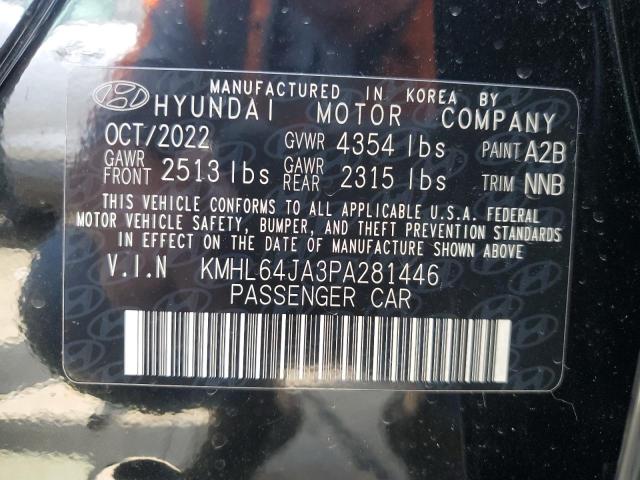 MANUFACTURED IN KOREA BY
HYUNDAI MOTOR COMPANY
OCT/2022 GVWR 4354 lbs PAINT A2B
GAWR FRONT 2513 lbs GAWR REAR 2315 lbs TRIM NNB
THIS VEHICLE CONFORMS TO ALL APPLICABLE U.S.A. FEDERAL
MOTOR VEHICLE SAFETY, BUMPER, AND THEFT PREVENTION STANDARDS
IN EFFECT ON THE DATE OF MANUFACTURE SHOWN ABOVE
V.I.N KMHL64JA3PA281446
PASSENGER CAR